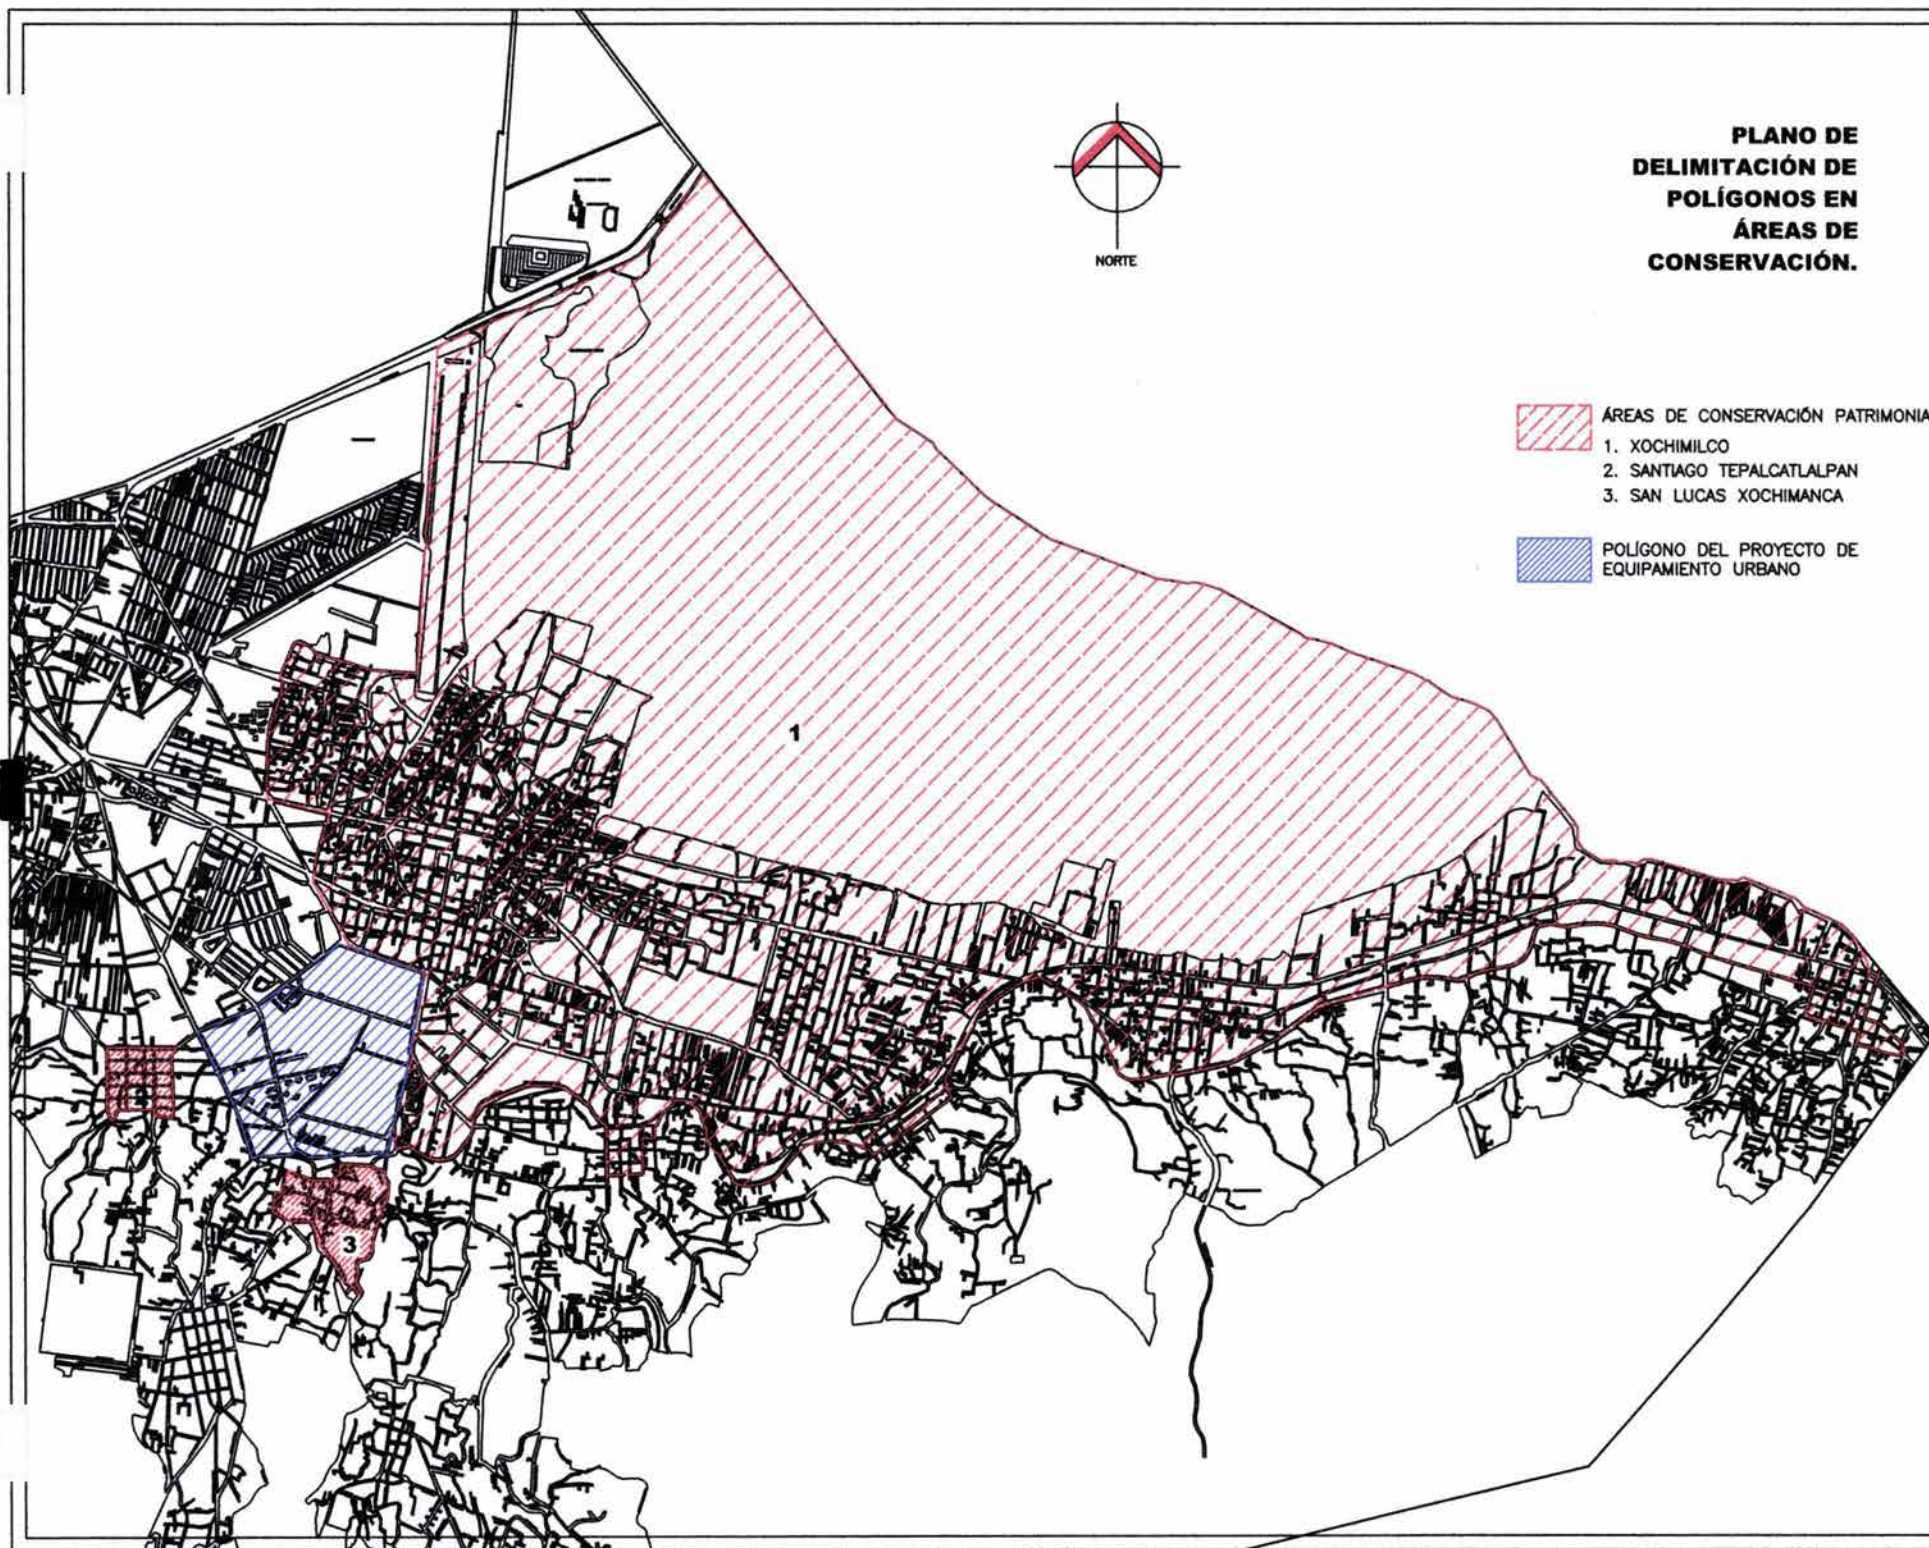 PLANO DE
DELIMITACIÓN DE
POLÍGONOS EN
ÁREAS DE
CONSERVACIÓN.
NORTE
ÁREAS DE CONSERVACIÓN PATRIMONIA
1. XOCHIMILCO
2. SANTIAGO TEPALCATLALPAN
3. SAN LUCAS XOCHIMANCA
POLÍGONO DEL PROYECTO DE
EQUIPAMIENTO URBANO
1
2
3